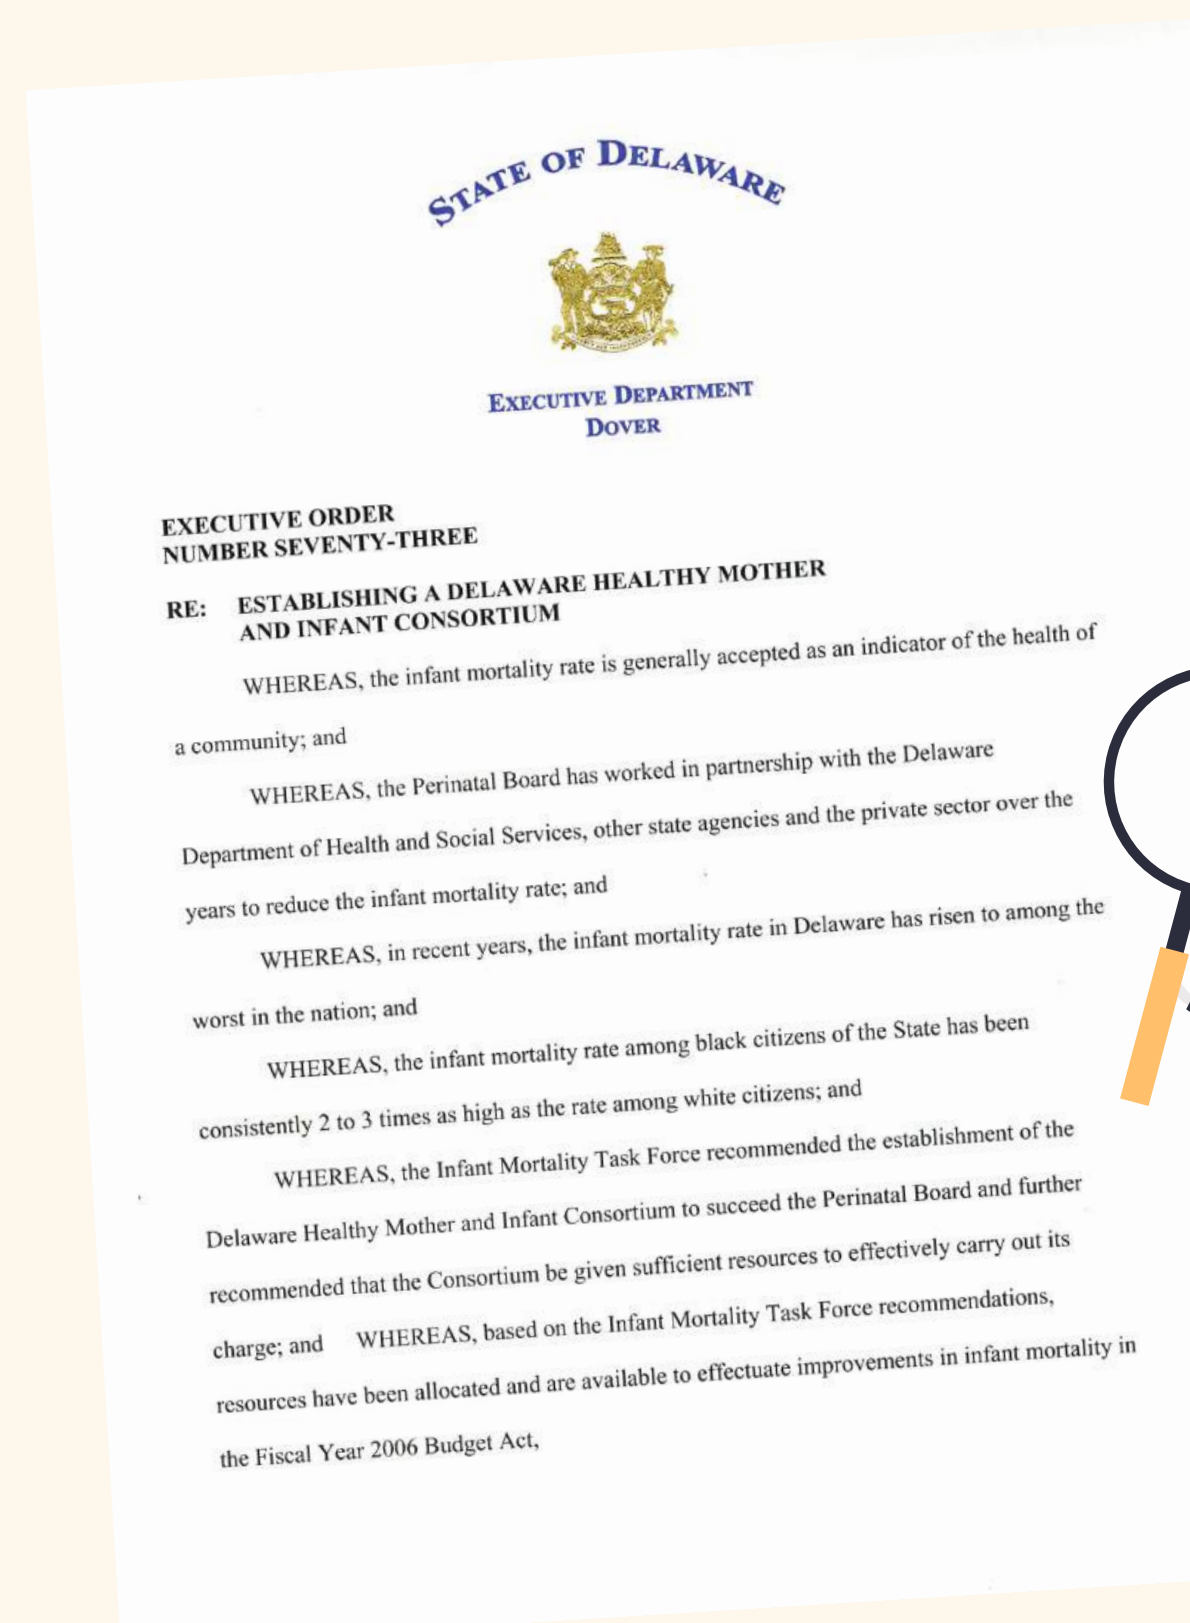 STATE OF DELAWARE
EXECUTIVE DEPARTMENT
DOVER
EXECUTIVE ORDER
NUMBER SEVENTY-THREE
RE: ESTABLISHING A DELAWARE HEALTHY MOTHER
AND INFANT CONSORTIUM
WHEREAS, the infant mortality rate is generally accepted as an indicator of the health of
a community; and
WHEREAS, the Perinatal Board has worked in partnership with the Delaware
Department of Health and Social Services, other state agencies and the private sector over the
years to reduce the infant mortality rate; and
WHEREAS, in recent years, the infant mortality rate in Delaware has risen to among the
worst in the nation; and
WHEREAS, the infant mortality rate among black citizens of the State has been
consistently 2 to 3 times as high as the rate among white citizens; and
WHEREAS, the Infant Mortality Task Force recommended the establishment of the
Delaware Healthy Mother and Infant Consortium to succeed the Perinatal Board and further
recommended that the Consortium be given sufficient resources to effectively carry out its
charge; and WHEREAS, based on the Infant Mortality Task Force recommendations,
resources have been allocated and are available to effectuate improvements in infant mortality in
the Fiscal Year 2006 Budget Act,